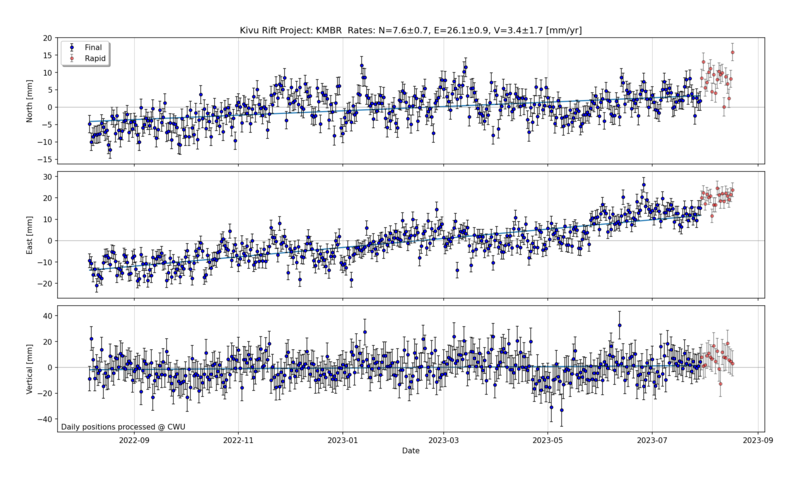 Kivu Rift Project: KMBR Rates: N=7.6±0.7, E=26.1±0.9, V=3.4±1.7 [mm/yr]
Final
Rapid
North [mm]
20
15
10
5
0
−5
−10
−15
East [mm]
30
20
10
0
−10
−20
Vertical [mm]
40
20
0
−20
−40
Daily positions processed @ CWU
2022-09 2022-11 2023-01 2023-03 2023-05 2023-07 2023-09
Date